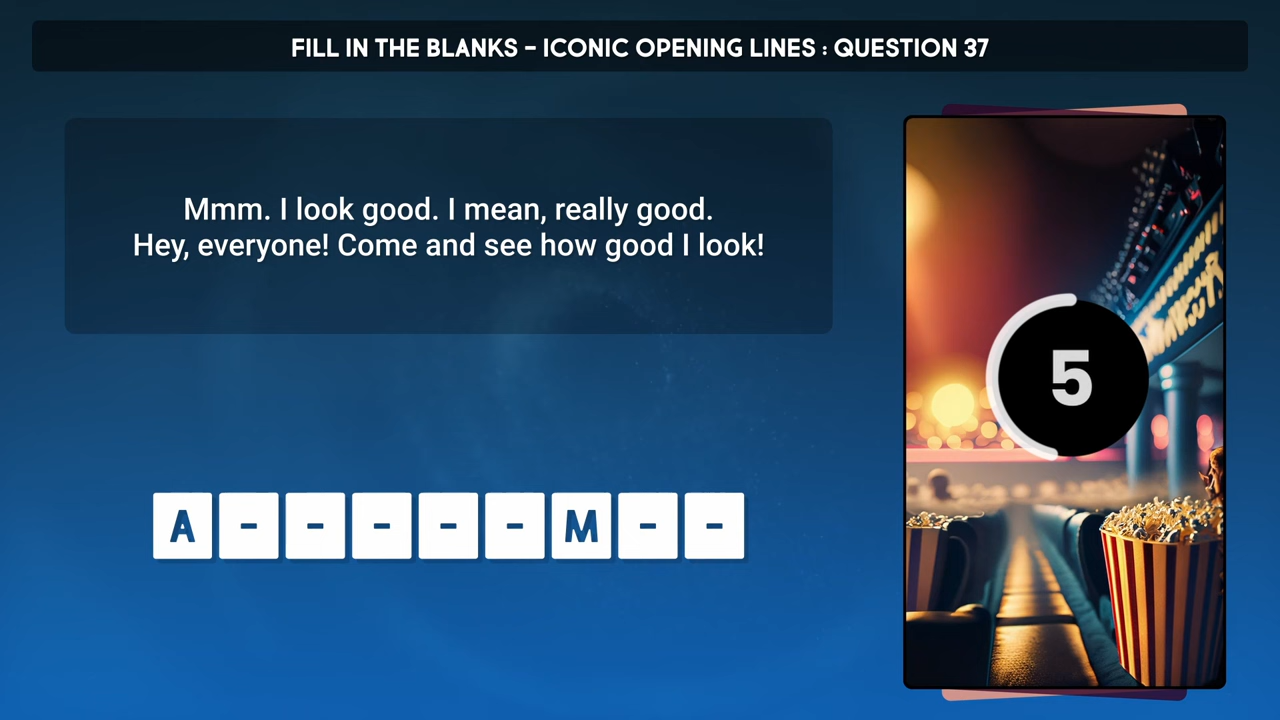 FILL IN THE BLANKS - ICONIC OPENING LINES : QUESTION 37
Mmm. I look good. I mean, really good.
Hey, everyone! Come and see how good I look!
A - - - - - M - -
5